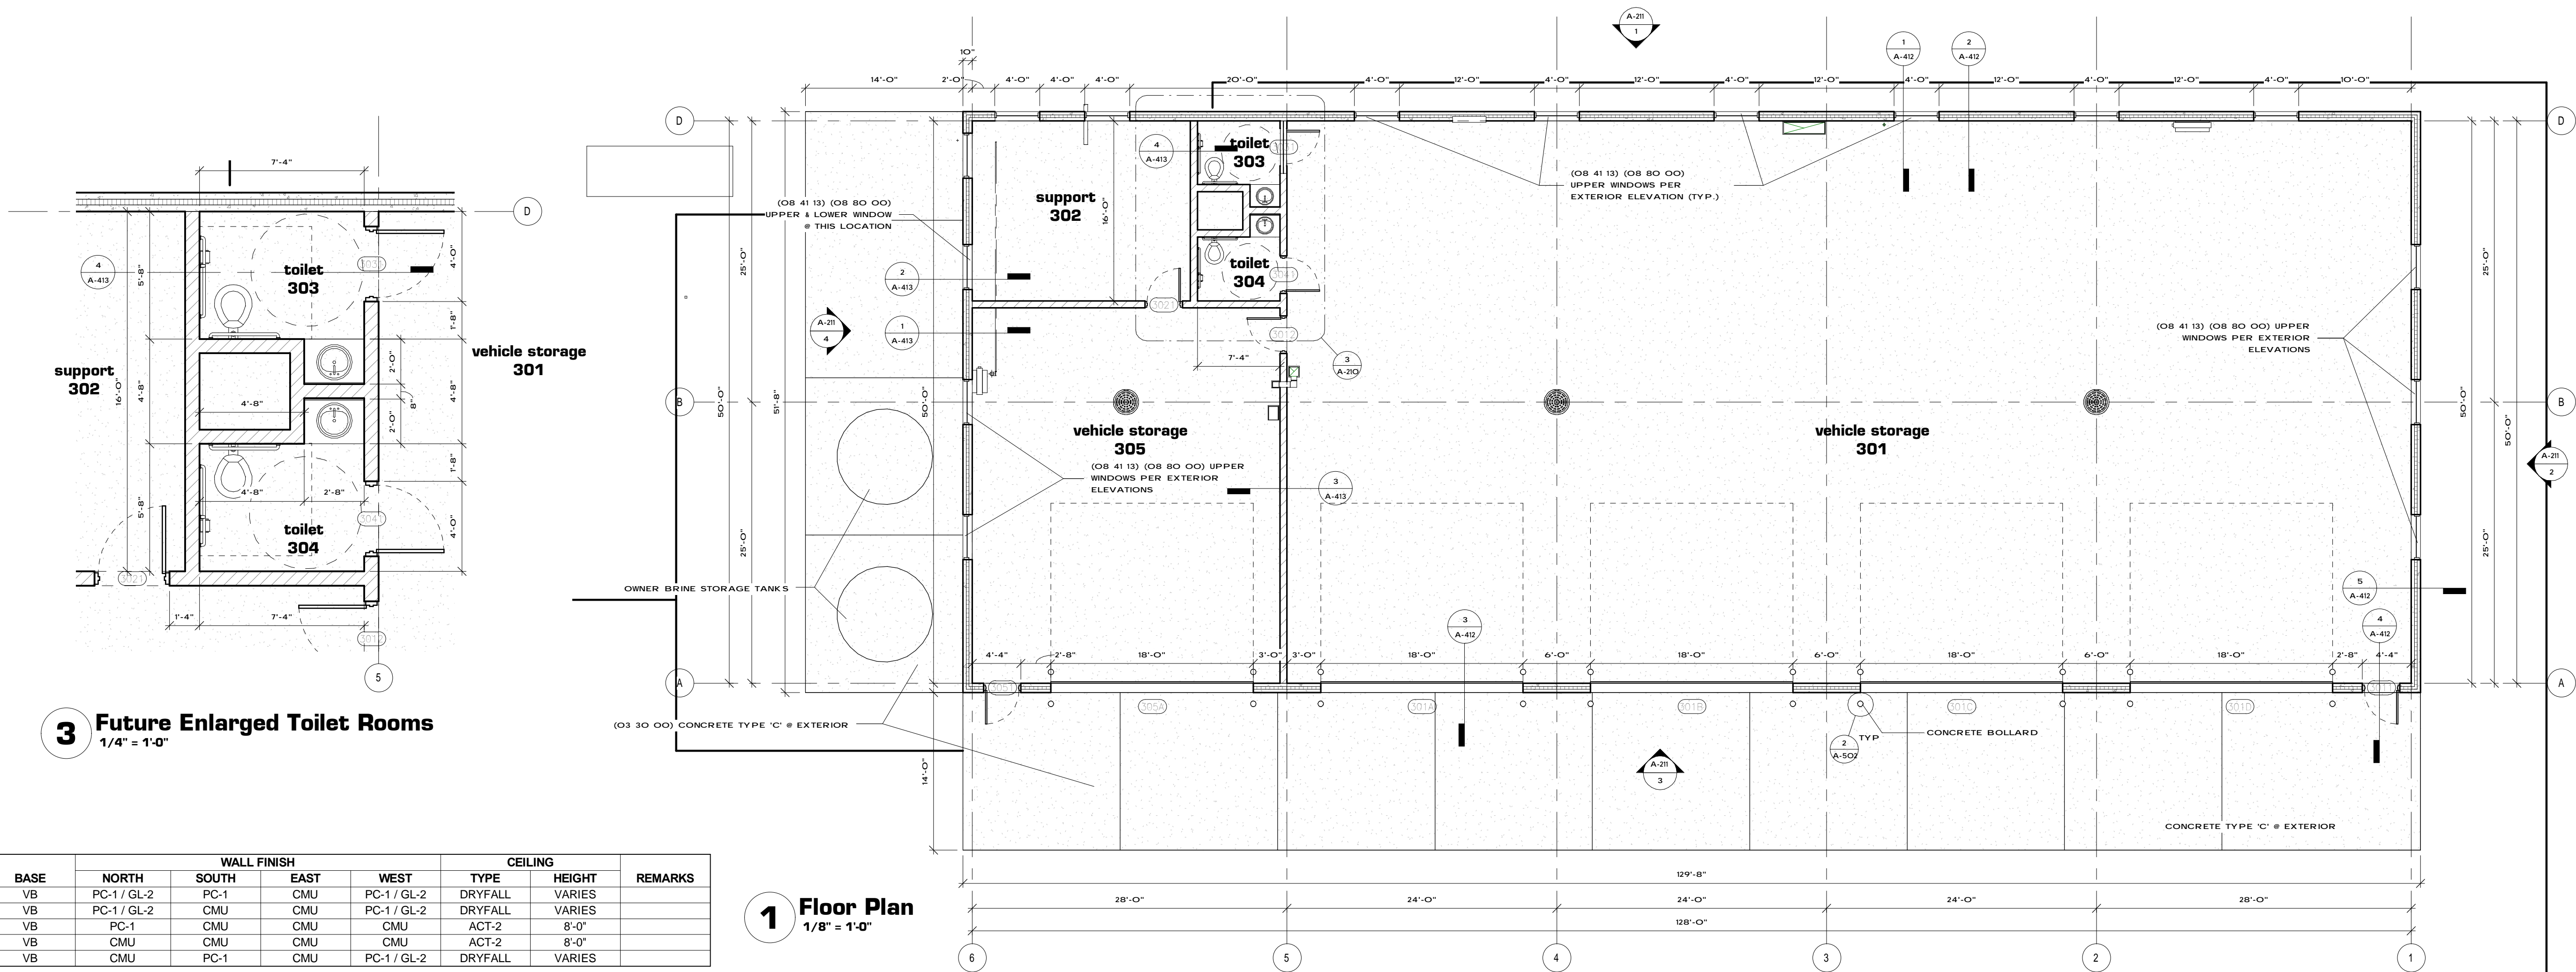 A-211
1
1
A-412
2
A-412
10"
14'-0"
2'-0"
4'-0"
4'-0"
4'-0"
20'-0"
4'-0"
12'-0"
4'-0"
12'-0"
4'-0"
12'-0"
4'-0"
12'-0"
4'-0"
12'-0"
4'-0"
10'-0"
D
D
7'-4"
D
4
A-413
toilet
303
(08 41 13) (08 80 00)
UPPER WINDOWS PER
EXTERIOR ELEVATION (TYP.)
(08 41 13) (08 80 00)
UPPER & LOWER WINDOW
@ THIS LOCATION
support
302
16'-0"
25'-0"
25'-0"
4
A-413
5'-8"
toilet
303
4'-0"
2
A-413
toilet
304
3041
3021
A-211
4
1
A-413
3012
3
A-210
7'-4"
(08 41 13) (08 80 00) UPPER
WINDOWS PER EXTERIOR
ELEVATIONS
1'-8"
vehicle storage
301
support
302
16'-0"
4'-8"
4'-8"
2'-0"
8"
2'-0"
4'-8"
1'-8"
B
50'-0"
51'-8"
50'-0"
50'-0"
50'-0"
B
vehicle storage
305
vehicle storage
301
(08 41 13) (08 80 00) UPPER
WINDOWS PER EXTERIOR
ELEVATIONS
3
A-413
A-211
2
4'-8"
2'-8"
5'-8"
toilet
304
3041
4'-0"
3021
25'-0"
25'-0"
OWNER BRINE STORAGE TANKS
5
A-412
1'-4"
7'-4"
3012
5
3
A-412
4
A-412
4'-4"
2'-8"
18'-0"
3'-0"
3'-0"
18'-0"
6'-0"
18'-0"
6'-0"
18'-0"
6'-0"
18'-0"
2'-8"
4'-4"
A
3051
3011
A
305A
301A
301B
301C
301D
(03 30 00) CONCRETE TYPE 'C' @ EXTERIOR
2
A-502
TYP
CONCRETE BOLLARD
3
Future Enlarged Toilet Rooms
1/4" = 1'-0"
14'-0"
A-211
3
CONCRETE TYPE 'C' @ EXTERIOR
129'-8"
28'-0"
24'-0"
24'-0"
24'-0"
28'-0"
128'-0"
1
Floor Plan
1/8" = 1'-0"
6
5
4
3
2
1
WALL FINISH CEILING
BASE NORTH SOUTH EAST WEST TYPE HEIGHT REMARKS
VB PC-1 / GL-2 PC-1 CMU PC-1 / GL-2 DRYFALL VARIES
VB PC-1 / GL-2 CMU CMU PC-1 / GL-2 DRYFALL VARIES
VB PC-1 CMU CMU CMU ACT-2 8'-0"
VB CMU CMU CMU CMU ACT-2 8'-0"
VB CMU PC-1 CMU PC-1 / GL-2 DRYFALL VARIES